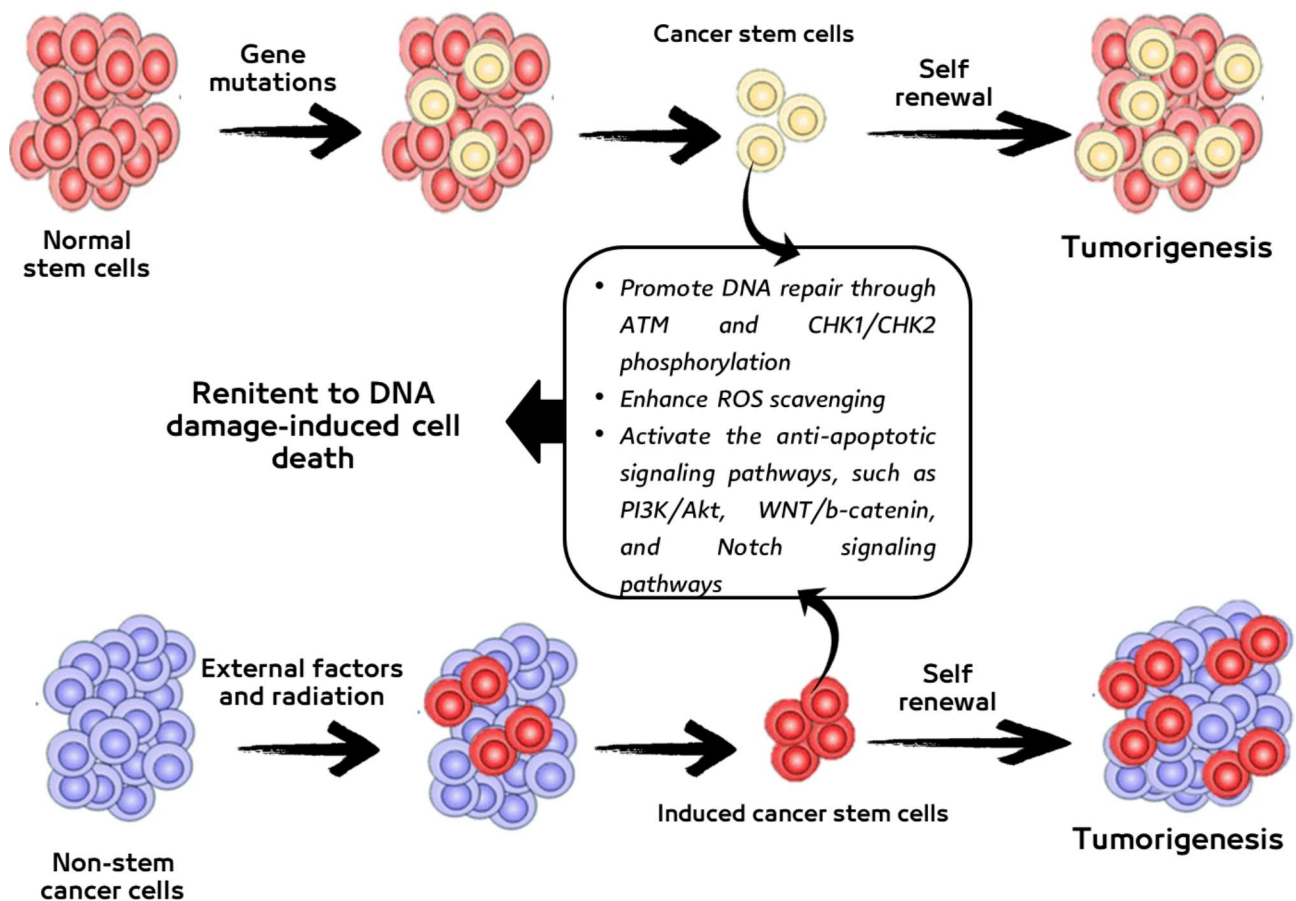 Gene
mutations
Cancer stem cells
Self
renewal
Normal
stem cells
Tumorigenesis
• Promote DNA repair through
ATM and CHK1/CHK2
phosphorylation
• Enhance ROS scavenging
• Activate the anti-apoptotic
signaling pathways, such as
PI3K/Akt, WNT/b-catenin,
and Notch signaling
pathways
Renitent to DNA
damage-induced cell
death
External factors
and radiation
Self
renewal
Induced cancer stem cells
Tumorigenesis
Non-stem
cancer cells